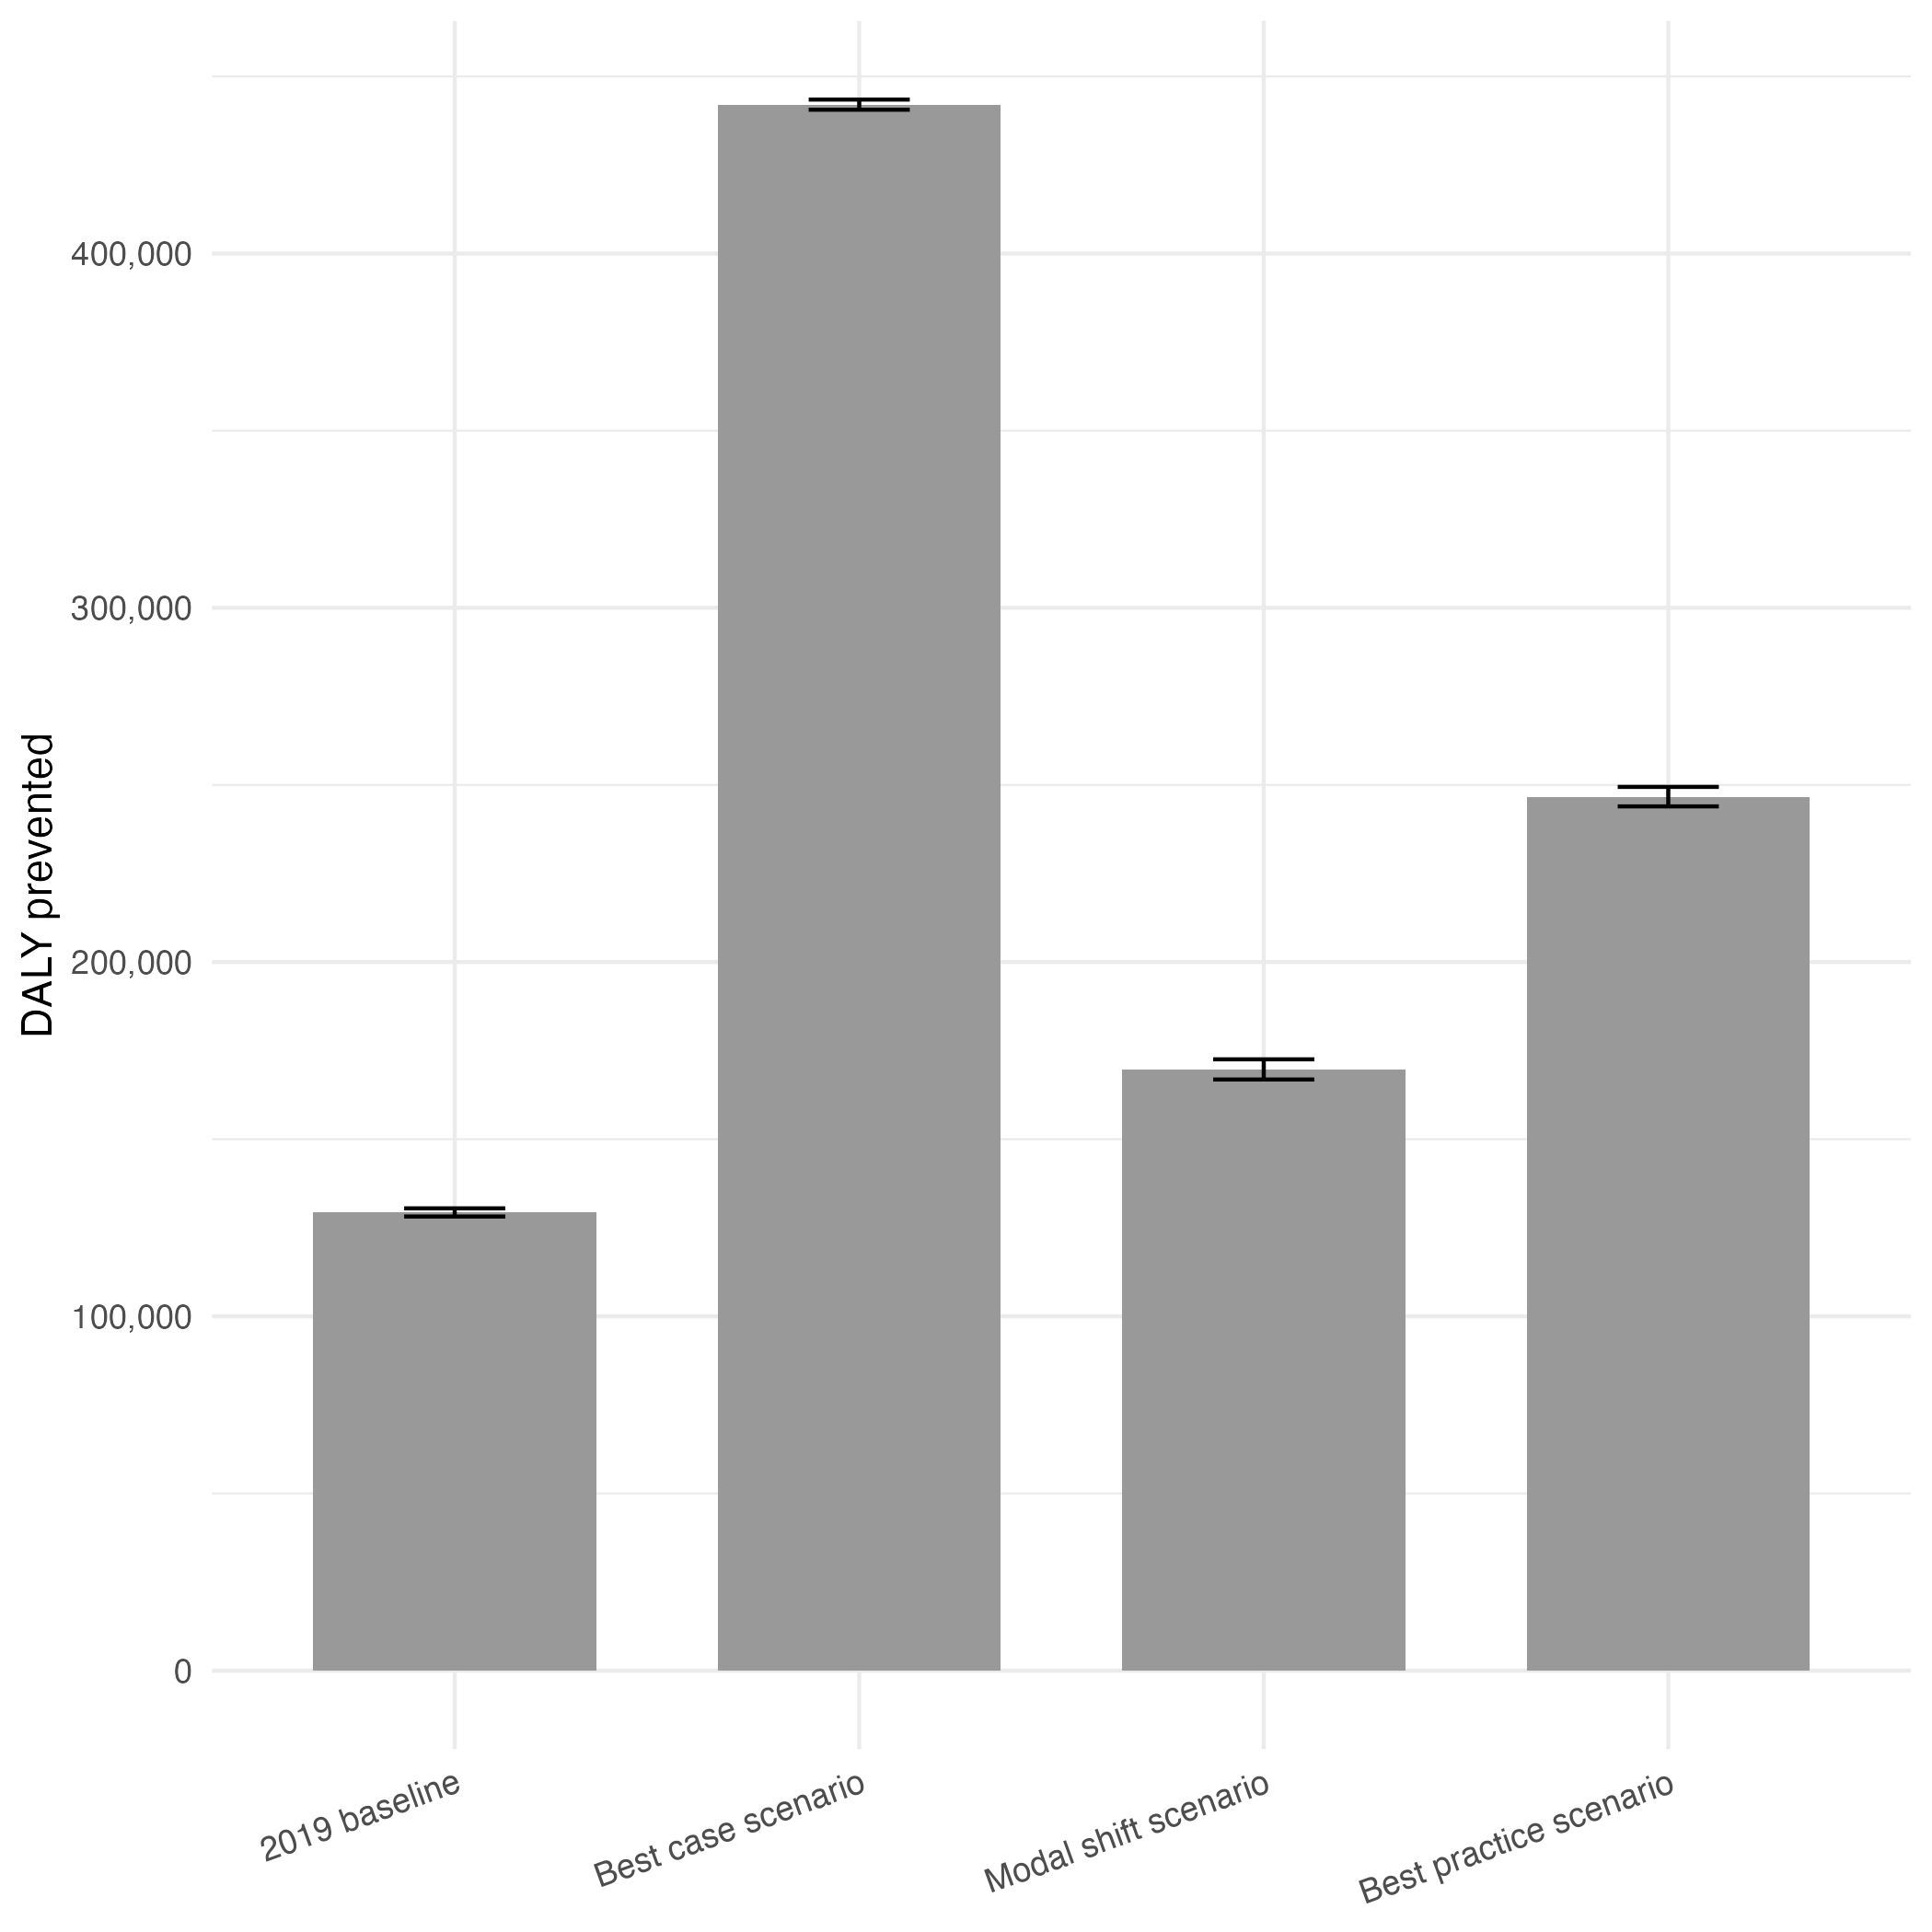 DALY prevented
400,000
300,000
200,000
100,000
0
2019 baseline
Best case scenario
Modal shift scenario
Best practice scenario